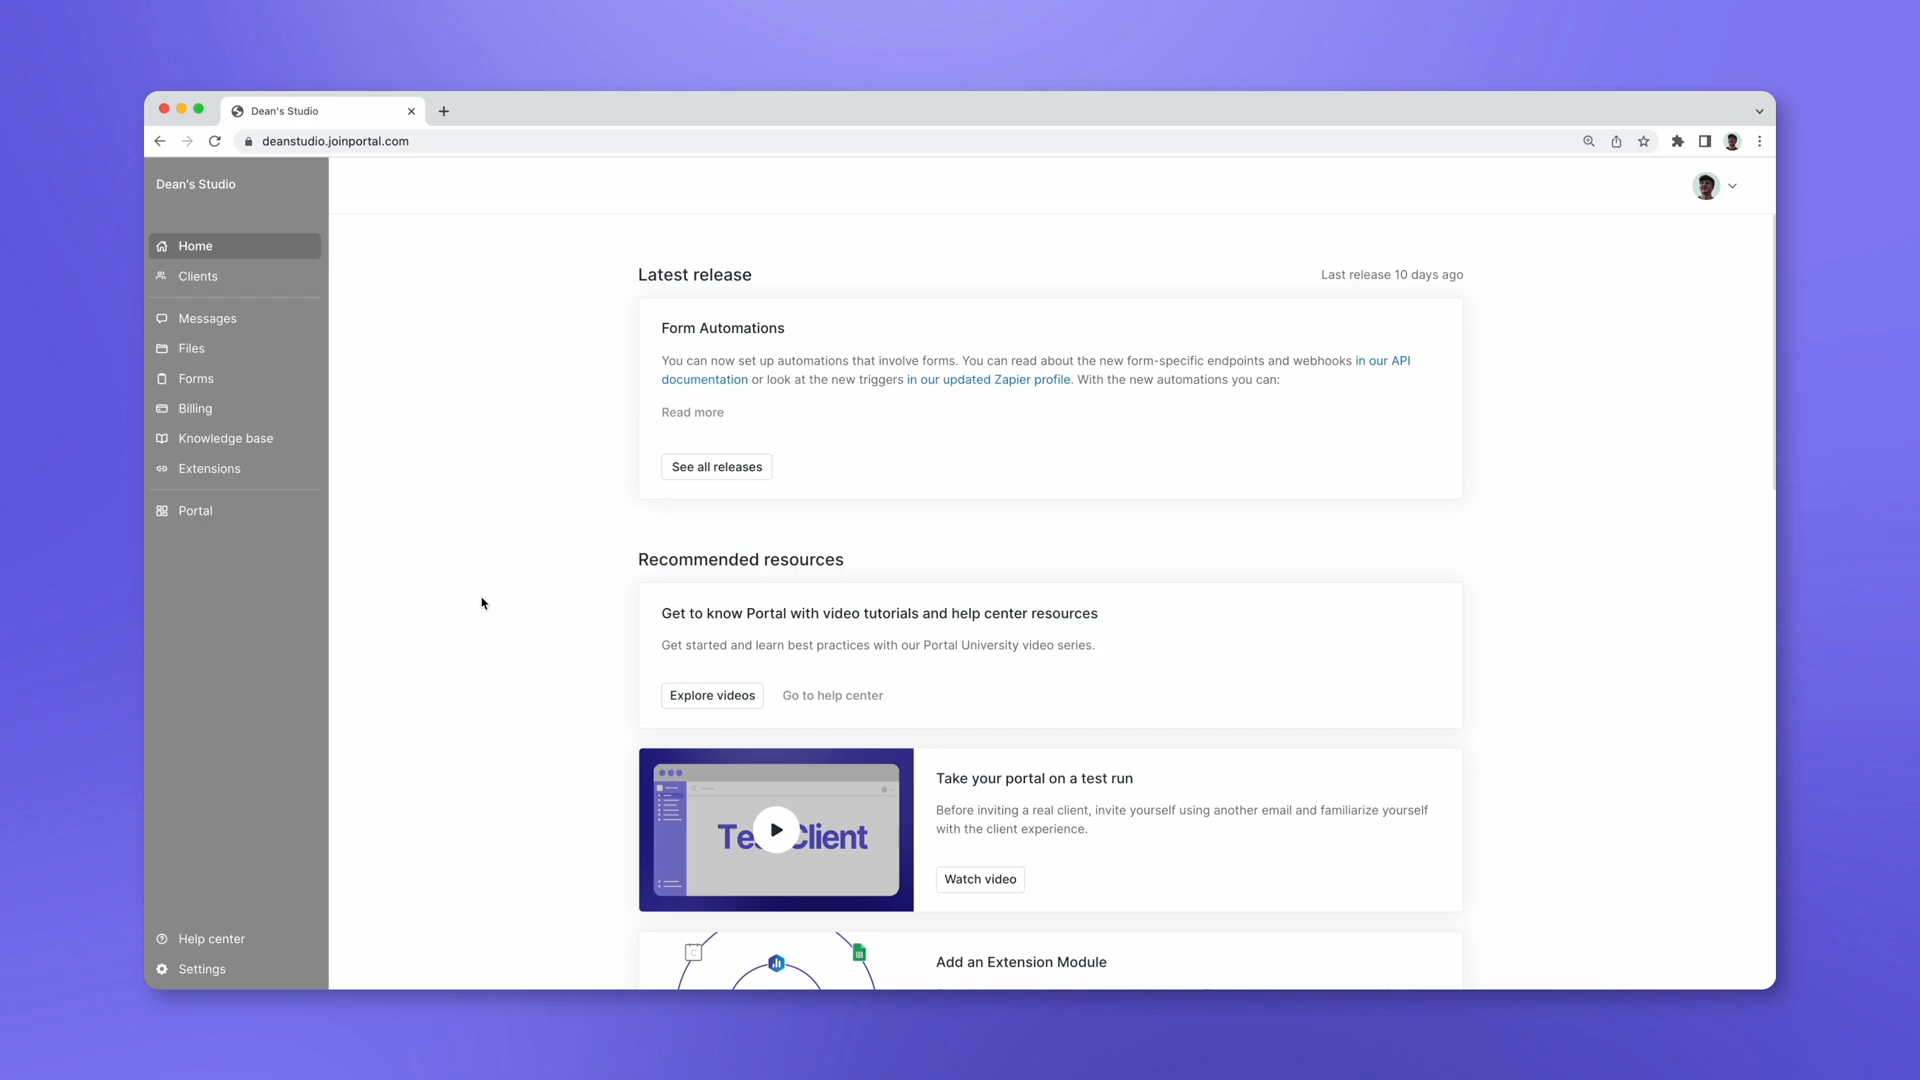 Dean's Studio
deanstudio.joinportal.com
Dean's Studio
Home
Clients
Messages
Files
Forms
Billing
Knowledge base
Extensions
Portal
Help center
Settings
Latest release
Last release 10 days ago
Form Automations
You can now set up automations that involve forms. You can read about the new form-specific endpoints and webhooks in our API
documentation or look at the new triggers in our updated Zapier profile. With the new automations you can:
Read more
See all releases
Recommended resources
Get to know Portal with video tutorials and help center resources
Get started and learn best practices with our Portal University video series.
Explore videos
Go to help center
Client
Take your portal on a test run
Before inviting a real client, invite yourself using another email and familiarize yourself
with the client experience.
Watch video
Add an Extension Module